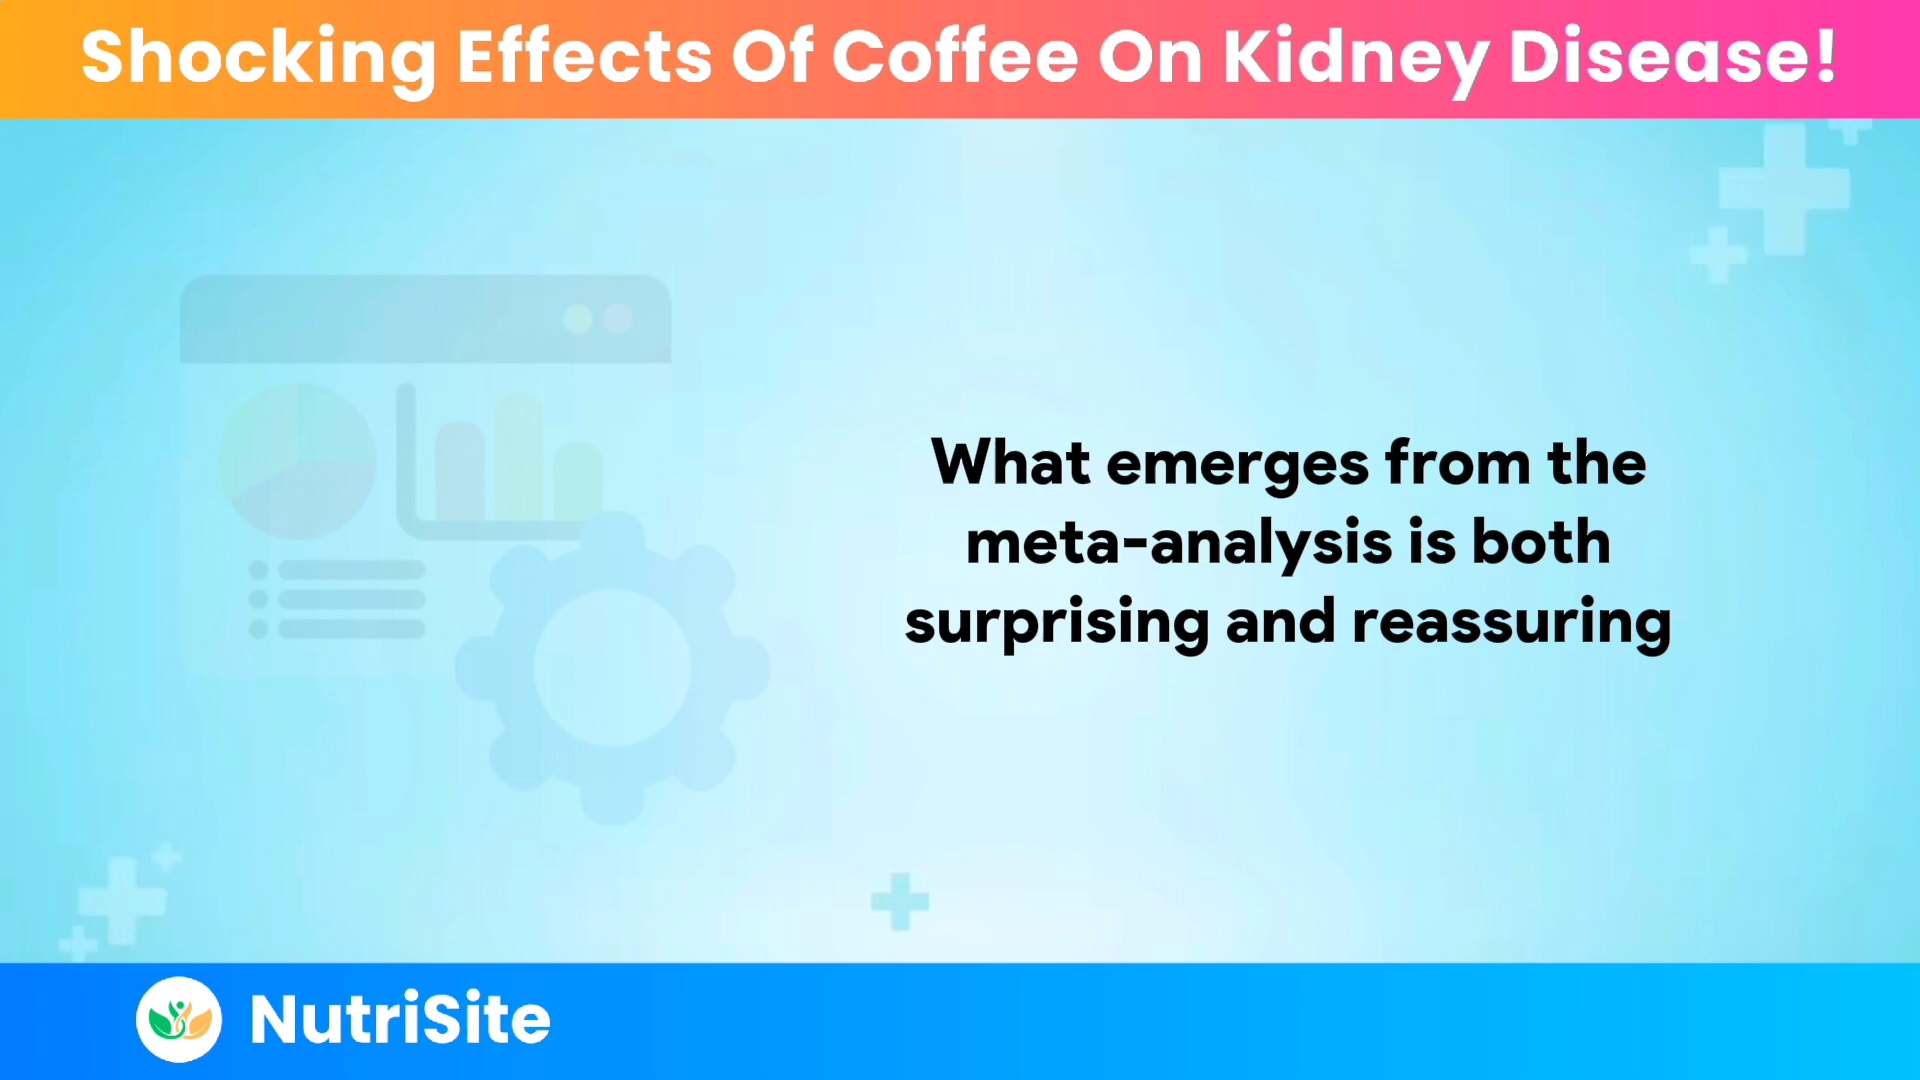 Shocking Effects Of Coffee On Kidney Disease!
What emerges from the
meta-analysis is both
surprising and reassuring
NutriSite